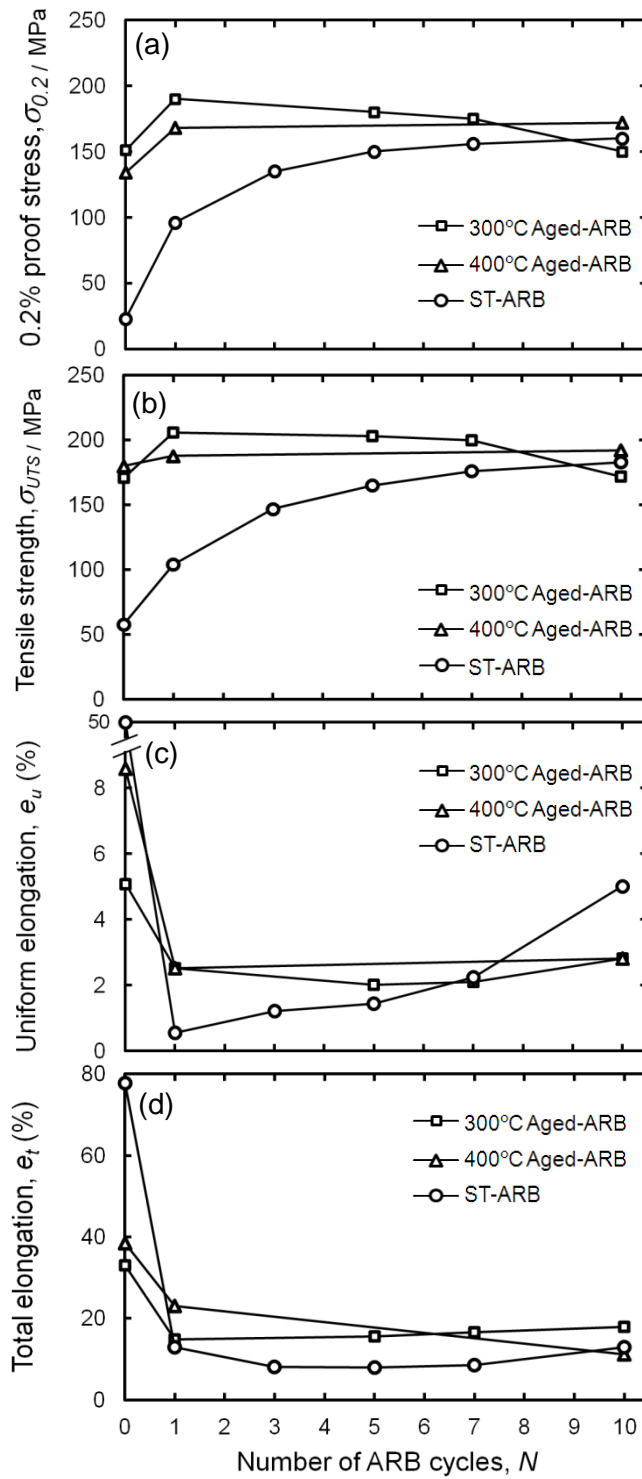 (a)
0.2% proof stress, σ0.2 / MPa
250
200
150
100
50
0
300°C Aged-ARB
400°C Aged-ARB
ST-ARB
(b)
Tensile strength, σUTS / MPa
250
200
150
100
50
0
300°C Aged-ARB
400°C Aged-ARB
ST-ARB
(c)
Uniform elongation, eu (%)
50
8
6
4
2
0
300°C Aged-ARB
400°C Aged-ARB
ST-ARB
(d)
Total elongation, et (%)
80
60
40
20
0
300°C Aged-ARB
400°C Aged-ARB
ST-ARB
0 1 2 3 4 5 6 7 8 9 10
Number of ARB cycles, N